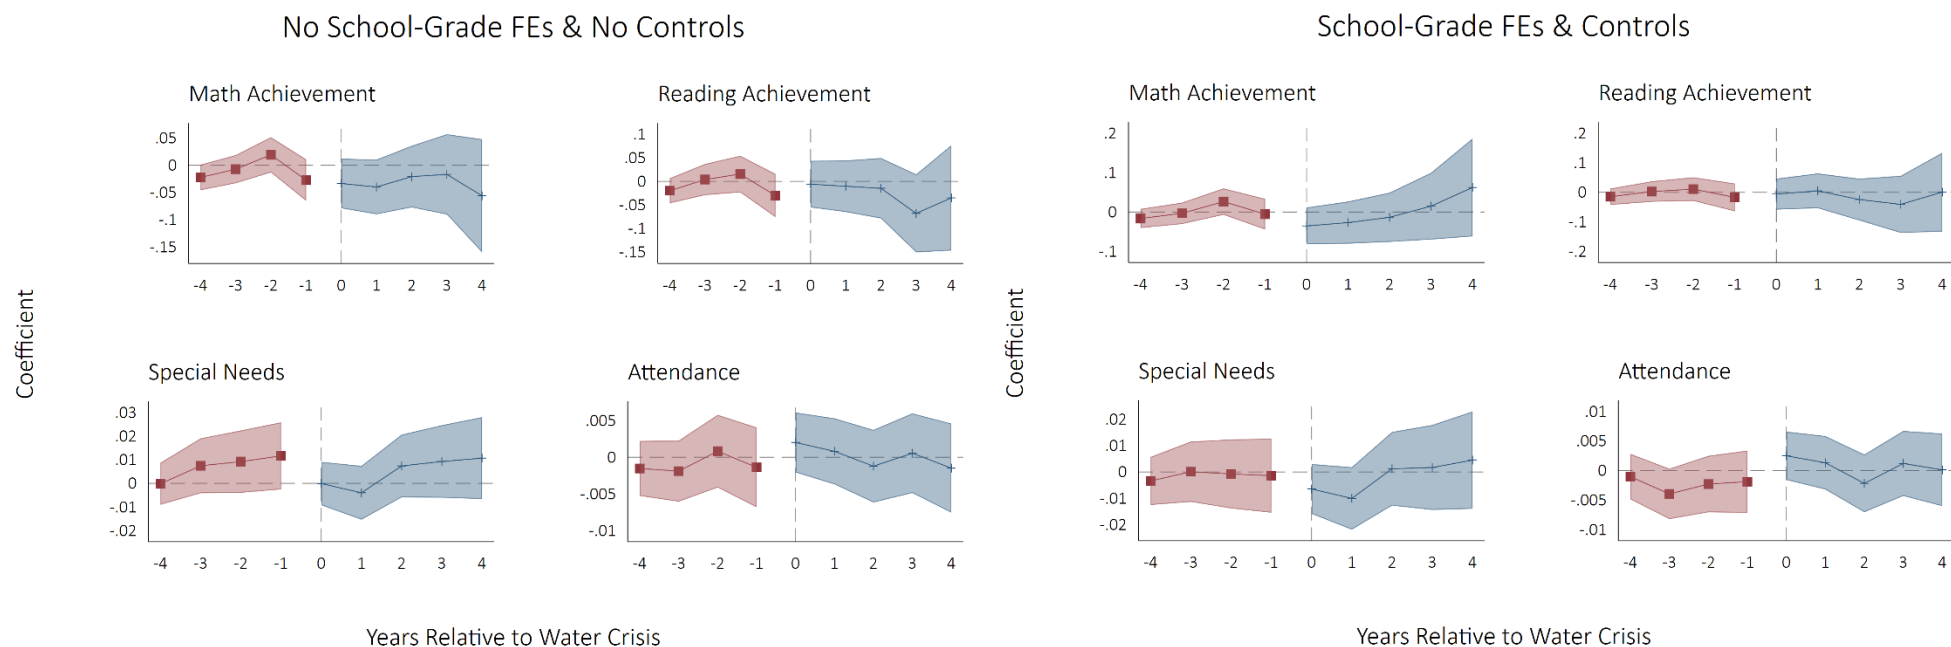 No School-Grade FEs & No Controls
Math Achievement
.05
0
-.05
-.1
-.15
-4 -3 -2 -1 0 1 2 3 4
Reading Achievement
.1
.05
0
-.05
-.1
-.15
-4 -3 -2 -1 0 1 2 3 4
Special Needs
.03
.02
.01
0
-.01
-.02
-4 -3 -2 -1 0 1 2 3 4
Attendance
.005
0
-.005
-.01
-4 -3 -2 -1 0 1 2 3 4
Coefficient
Years Relative to Water Crisis
School-Grade FEs & Controls
Math Achievement
.2
.1
0
-.1
-4 -3 -2 -1 0 1 2 3 4
Reading Achievement
.2
.1
0
-.1
-.2
-4 -3 -2 -1 0 1 2 3 4
Special Needs
.02
.01
0
-.01
-.02
-4 -3 -2 -1 0 1 2 3 4
Attendance
.01
.005
0
-.005
-.01
-4 -3 -2 -1 0 1 2 3 4
Coefficient
Years Relative to Water Crisis